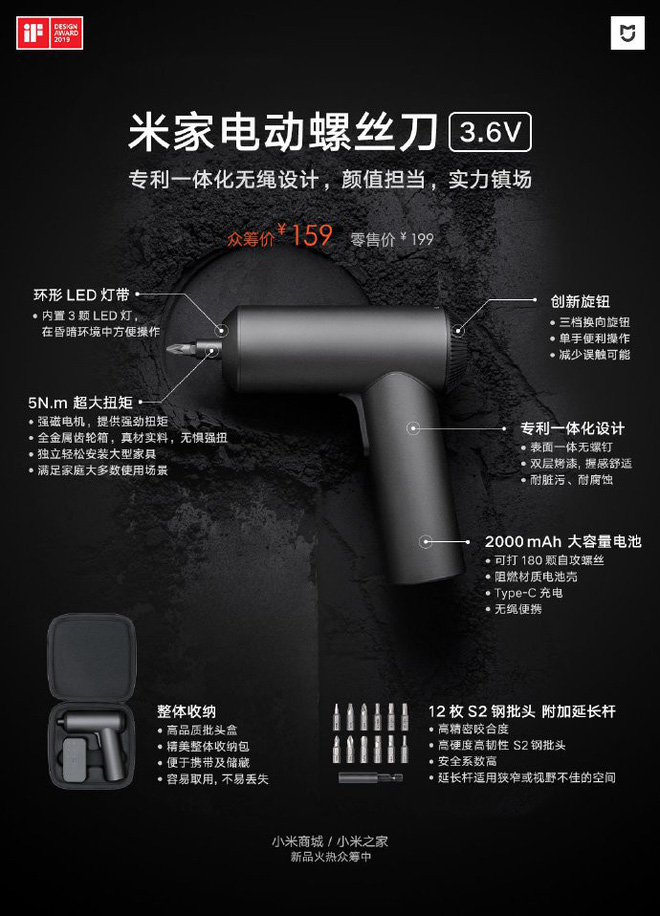 iF
DESIGN
AWARD
2019
米家电动螺丝刀 3.6V
专利一体化无绳设计，颜值担当，实力镇场
众筹价¥159 零售价¥199
环形 LED 灯带
• 内置 3 颗 LED 灯，
在昏暗环境中方便操作
5N.m 超大扭矩
• 强磁电机，提供强劲扭矩
• 全金属齿轮箱，真材实料，无惧强扭
• 独立轻松安装大型家具
• 满足家庭大多数使用场景
创新旋钮
• 三档换向旋钮
• 单手便利操作
• 减少误触可能
专利一体化设计
• 表面一体无螺钉
• 双层烤漆, 握感舒适
• 耐脏污、耐腐蚀
2000 mAh 大容量电池
• 可打 180 颗自攻螺丝
• 阻燃材质电池壳
• Type-C 充电
• 无绳便携
整体收纳
• 高品质批头盒
• 精美整体收纳包
• 便于携带及储藏
• 容易取用, 不易丢失
12 枚 S2 钢批头 附加延长杆
• 高精密咬合度
• 高硬度高韧性 S2 钢批头
• 安全系数高
• 延长杆适用狭窄或视野不佳的空间
小米商城 / 小米之家
新品火热众筹中